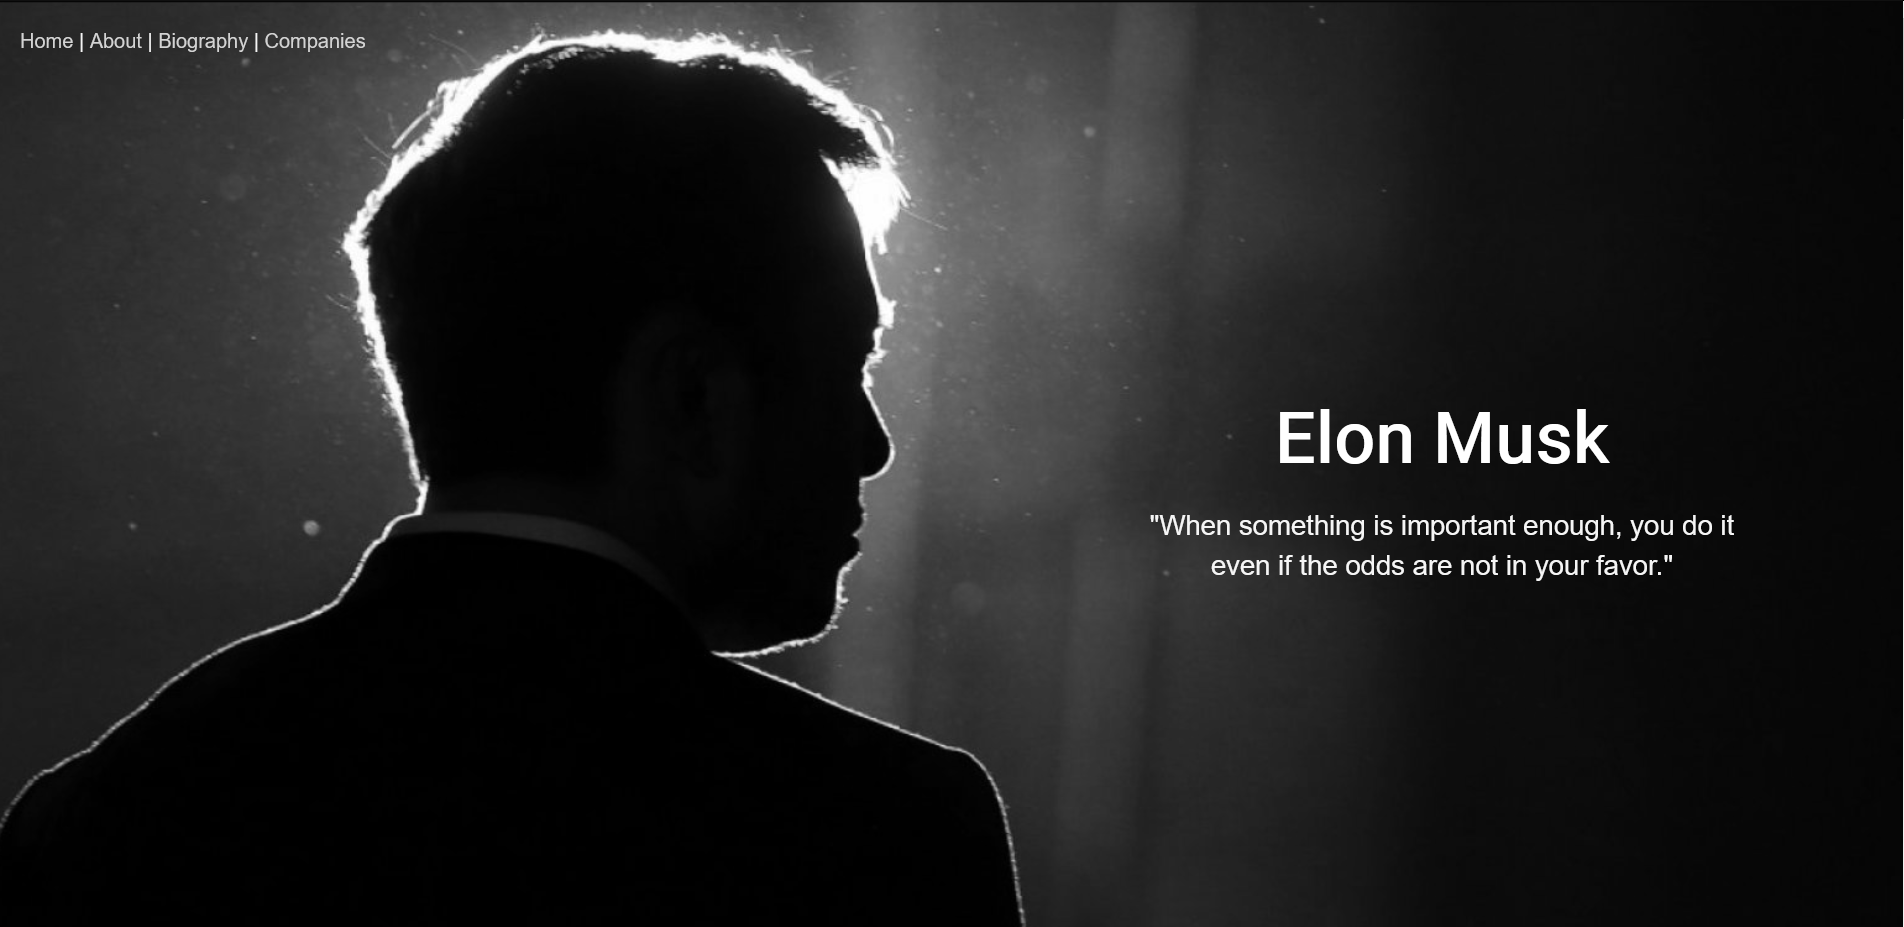 Home | About | Biography | Companies
Elon Musk
"When something is important enough, you do it
even if the odds are not in your favor."